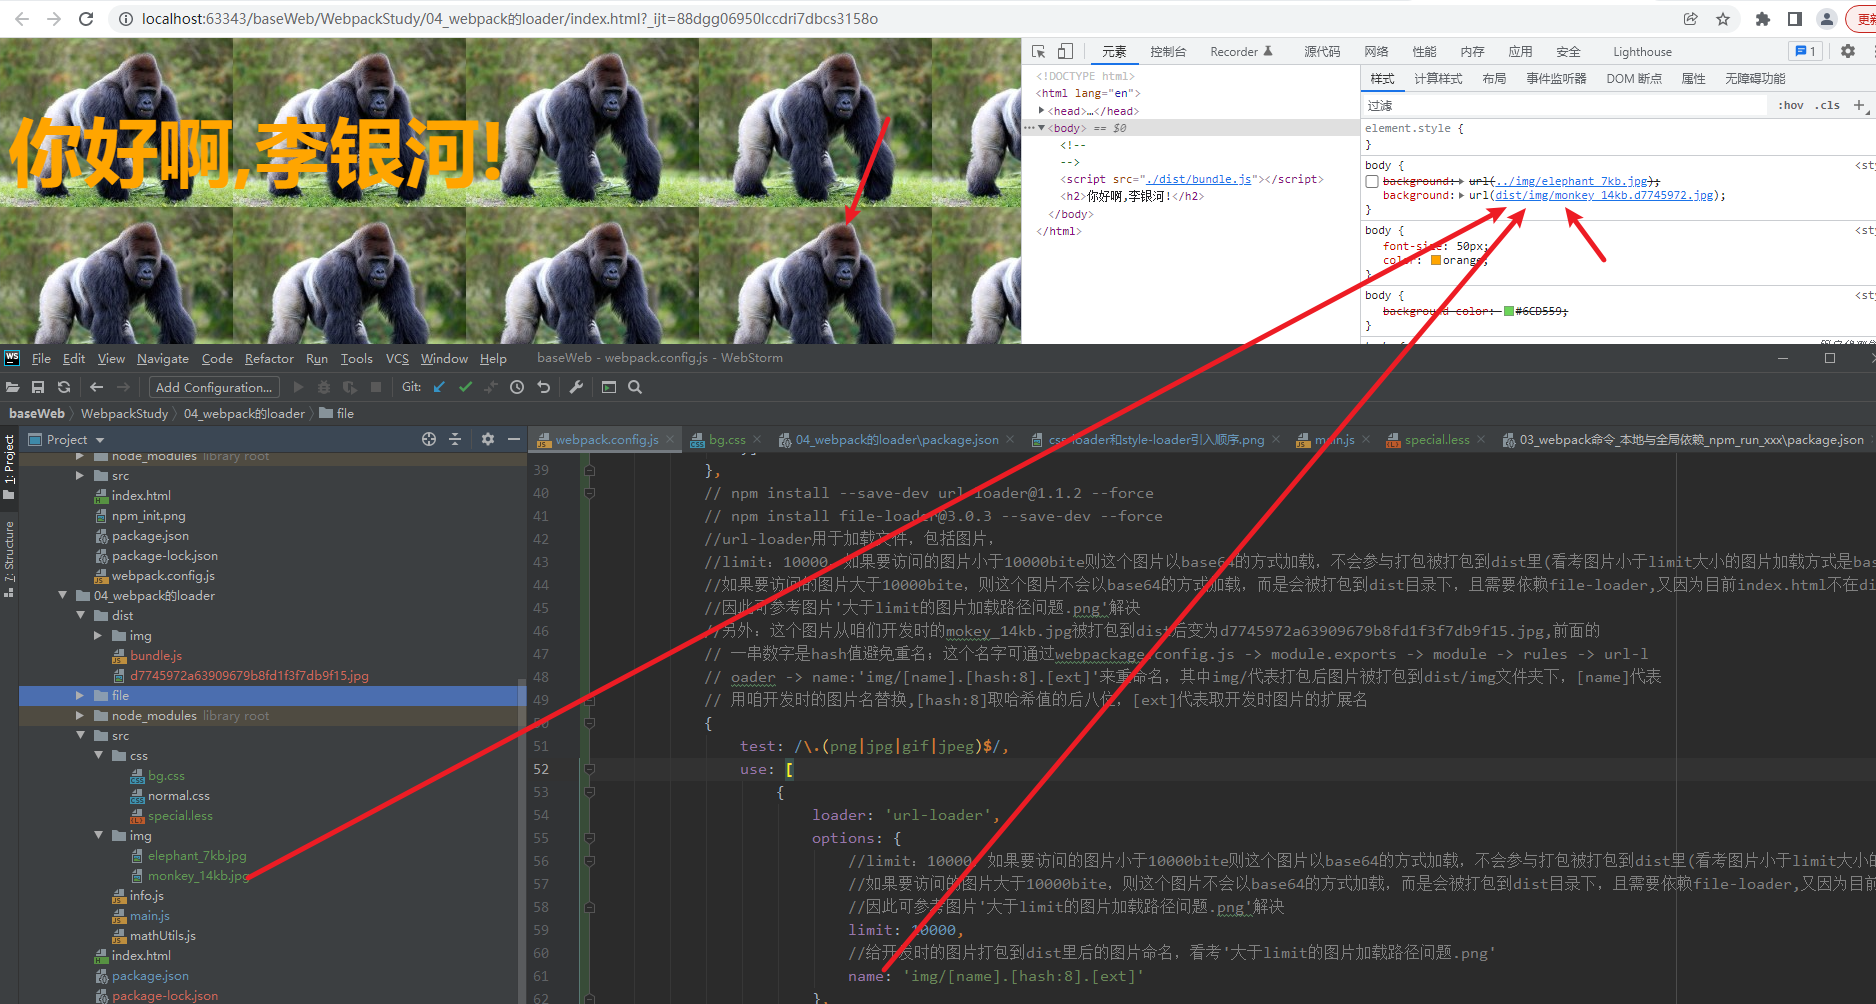 localhost:63343/baseWeb/WebpackStudy/04_webpack的loader/index.html?_ijt=88dgg06950lccdri7dbcs3158o
更新
你好啊,李银河!
元素 控制台 Recorder 源代码 网络 性能 内存 应用 安全 Lighthouse 1
<!DOCTYPE html>
<html lang="en">
<head>…</head>
<body> == $0
<!--
-->
<script src="./dist/bundle.js"></script>
<h2>你好啊,李银河!</h2>
</body>
</html>
样式 计算样式 布局 事件监听器 DOM 断点 属性 无障碍功能
过滤 :hov .cls
element.style {
}
body { <sty
background: url(../img/elephant_7kb.jpg);
background: url(dist/img/monkey_14kb.d7745972.jpg);
}
body { <sty
font-size: 50px;
color: orange;
}
body { <sty
background-color: #6CD559;
}
WS File Edit View Navigate Code Refactor Run Tools VCS Window Help baseWeb - webpack.config.js - WebStorm
Add Configuration... Git:
baseWeb WebpackStudy 04_webpack的loader file
1: Project
7: Structure
Project
node_modules library root
src
index.html
npm_init.png
package.json
package-lock.json
webpack.config.js
04_webpack的loader
dist
img
bundle.js
d7745972a63909679b8fd1f3f7db9f15.jpg
file
node_modules library root
src
css
bg.css
normal.css
special.less
img
elephant_7kb.jpg
monkey_14kb.jpg
info.js
main.js
mathUtils.js
index.html
package.json
package-lock.json
webpack.config.js bg.css 04_webpack的loader\package.json css-loader和style-loader引入顺序.png main.js special.less 03_webpack命令_本地与全局依赖_npm_run_xxx\package.json
39 },
40 // npm install --save-dev url-loader@1.1.2 --force
41 // npm install file-loader@3.0.3 --save-dev --force
42 //url-loader用于加载文件，包括图片，
43 //limit：10000，如果要访问的图片小于10000bite则这个图片以base64的方式加载，不会参与打包被打包到dist里(看考图片小于limit大小的图片加载方式是bas
44 //如果要访问的图片大于10000bite，则这个图片不会以base64的方式加载，而是会被打包到dist目录下，且需要依赖file-loader,又因为目前index.html不在di
45 //因此可参考图片'大于limit的图片加载路径问题.png'解决
46 //另外：这个图片从咱们开发时的mokey_14kb.jpg被打包到dist后变为d7745972a63909679b8fd1f3f7db9f15.jpg,前面的
47 // 一串数字是hash值避免重名；这个名字可通过webpackage.config.js -> module.exports -> module -> rules -> url-l
48 // oader -> name:'img/[name].[hash:8].[ext]'来重命名，其中img/代表打包后图片被打包到dist/img文件夹下，[name]代表
49 // 用咱开发时的图片名替换,[hash:8]取哈希值的后八位，[ext]代表取开发时图片的扩展名
50 {
51 test: /\.(png|jpg|gif|jpeg)$/,
52 use: [
53 {
54 loader: 'url-loader',
55 options: {
56 //limit：10000，如果要访问的图片小于10000bite则这个图片以base64的方式加载，不会参与打包被打包到dist里(看考图片小于limit大小的
57 //如果要访问的图片大于10000bite，则这个图片不会以base64的方式加载，而是会被打包到dist目录下，且需要依赖file-loader,又因为目前
58 //因此可参考图片'大于limit的图片加载路径问题.png'解决
59 limit: 10000,
60 //给开发时的图片打包到dist里后的图片命名，看考'大于limit的图片加载路径问题.png'
61 name: 'img/[name].[hash:8].[ext]'
62 },